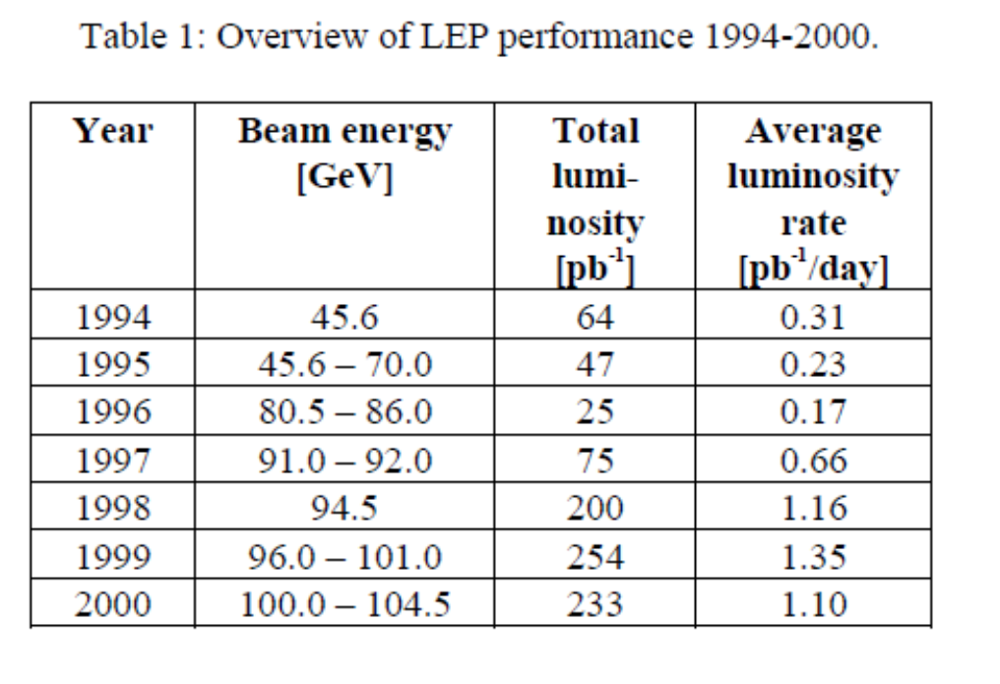 Table 1: Overview of LEP performance 1994-2000.
Year Beam energy [GeV] Total lumi-nosity [pb⁻¹] Average luminosity rate [pb⁻¹/day]
1994 45.6 64 0.31
1995 45.6 – 70.0 47 0.23
1996 80.5 – 86.0 25 0.17
1997 91.0 – 92.0 75 0.66
1998 94.5 200 1.16
1999 96.0 – 101.0 254 1.35
2000 100.0 – 104.5 233 1.10